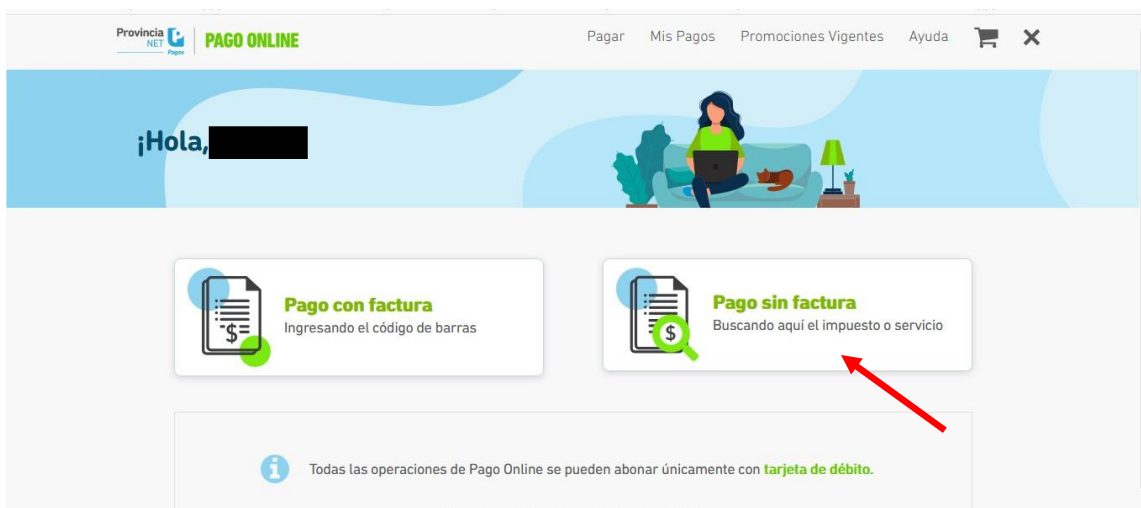 Provincia
NET
Pagos
PAGO ONLINE
Pagar Mis Pagos Promociones Vigentes Ayuda
¡Hola,
Pago con factura
Ingresando el código de barras
Pago sin factura
Buscando aquí el impuesto o servicio
Todas las operaciones de Pago Online se pueden abonar únicamente con tarjeta de débito.